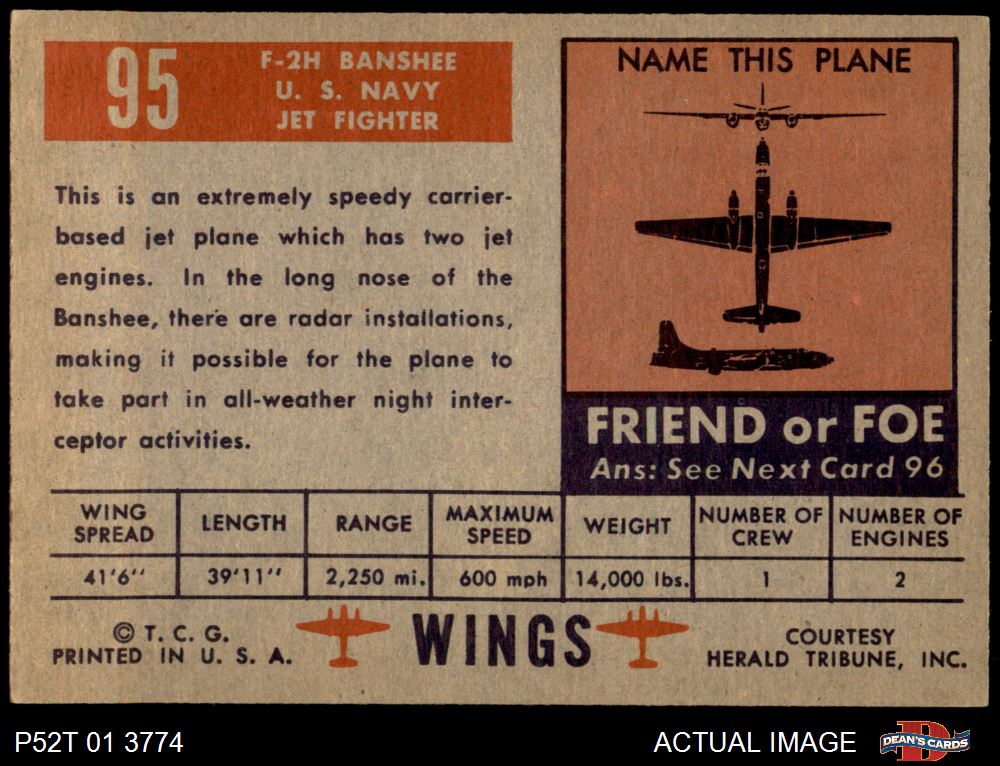 95
F-2H BANSHEE
U. S. NAVY
JET FIGHTER
This is an extremely speedy carrier-
based jet plane which has two jet
engines. In the long nose of the
Banshee, there are radar installations,
making it possible for the plane to
take part in all-weather night inter-
ceptor activities.
NAME THIS PLANE
FRIEND or FOE
Ans: See Next Card 96
WING SPREAD LENGTH RANGE MAXIMUM SPEED WEIGHT NUMBER OF CREW NUMBER OF ENGINES
41'6" 39'11" 2,250 mi. 600 mph 14,000 lbs. 1 2
© T. C. G.
PRINTED IN U. S. A.
WINGS
COURTESY
HERALD TRIBUNE, INC.
P52T 01 3774
ACTUAL IMAGE
D
DEAN'S CARDS